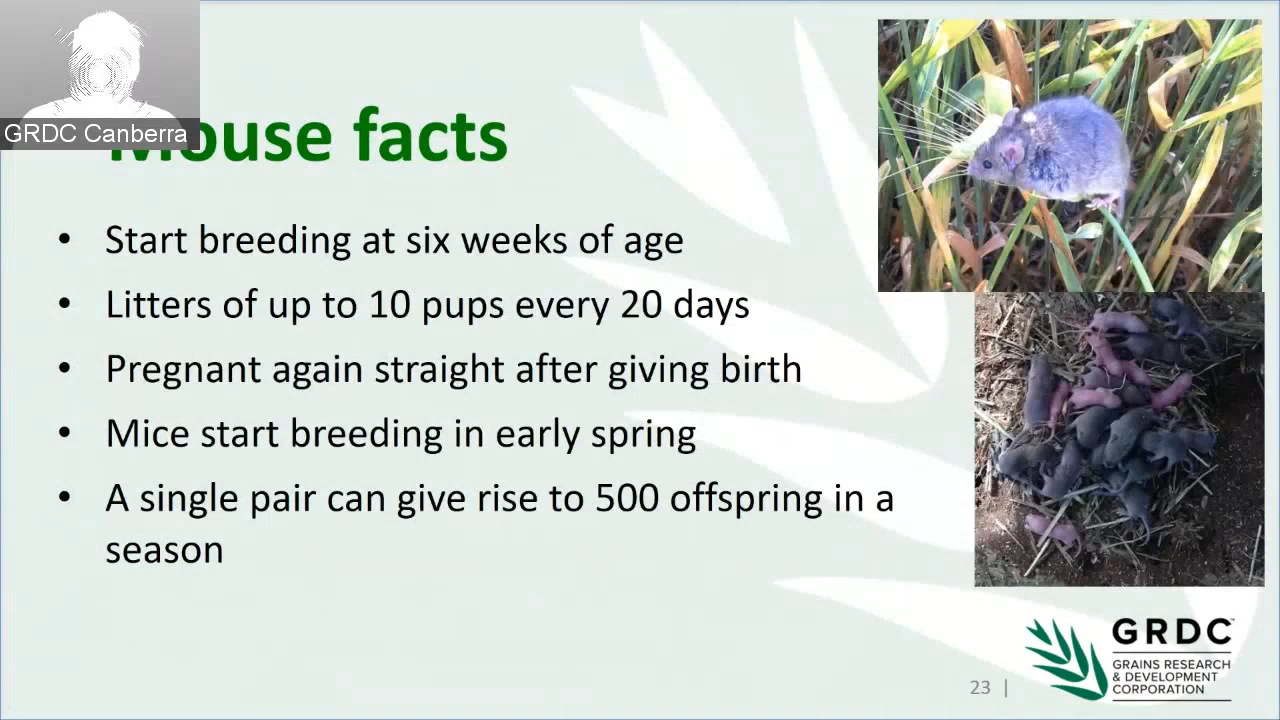 GRDC Canberra
Mouse facts
• Start breeding at six weeks of age
• Litters of up to 10 pups every 20 days
• Pregnant again straight after giving birth
• Mice start breeding in early spring
• A single pair can give rise to 500 offspring in a
season
GRDC™
GRAINS RESEARCH
& DEVELOPMENT
CORPORATION
23 |